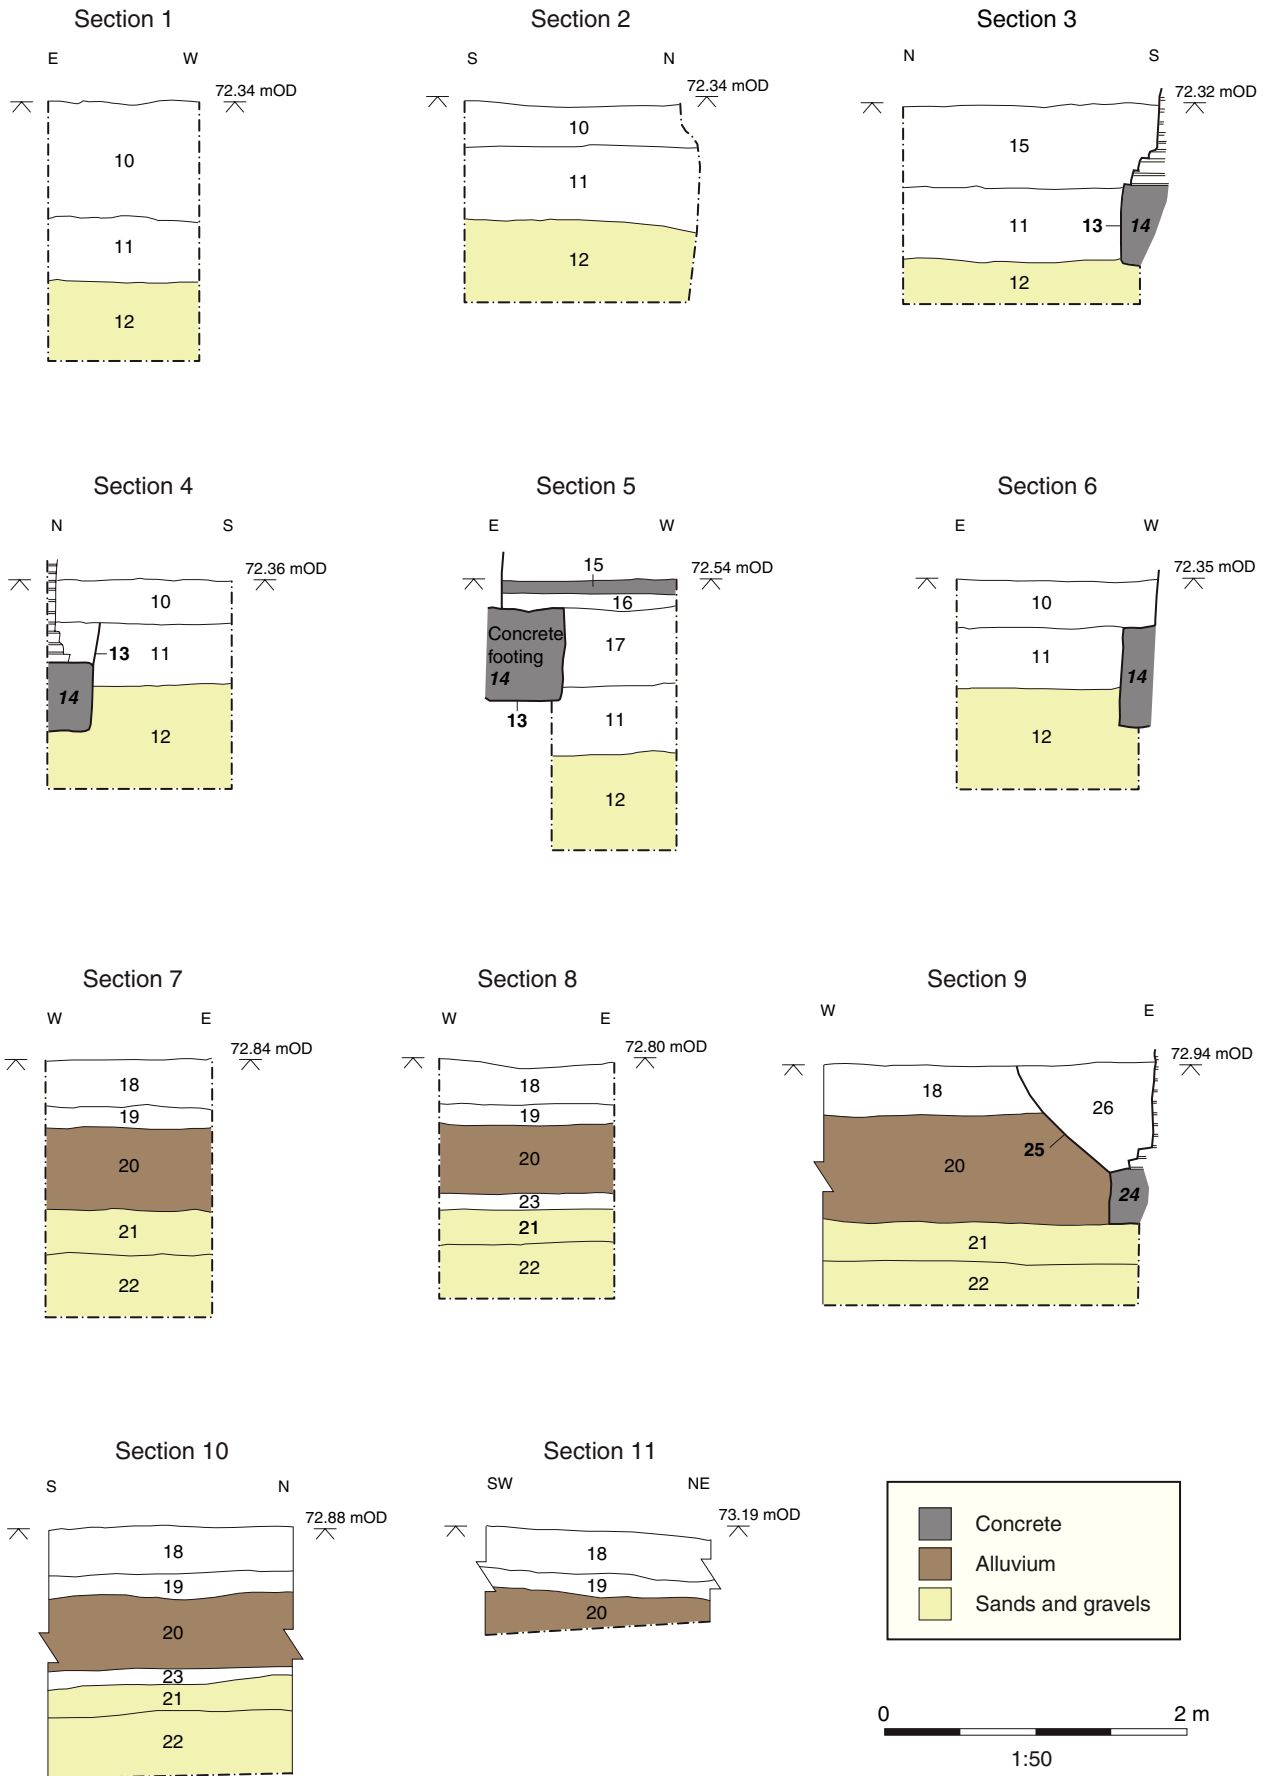 Section 1
E W
72.34 mOD
10
11
12
Section 2
S N
72.34 mOD
10
11
12
Section 3
N S
72.32 mOD
15
11
13
14
12
Section 4
N S
72.36 mOD
10
13
11
14
12
Section 5
E W
72.54 mOD
15
16
Concrete
footing
14
17
13
11
12
Section 6
E W
72.35 mOD
10
11
14
12
Section 7
W E
72.84 mOD
18
19
20
21
22
Section 8
W E
72.80 mOD
18
19
20
23
21
22
Section 9
W E
72.94 mOD
18
26
25
20
24
21
22
Section 10
S N
72.88 mOD
18
19
20
23
21
22
Section 11
SW NE
73.19 mOD
18
19
20
Concrete
Alluvium
Sands and gravels
0 2 m
1:50